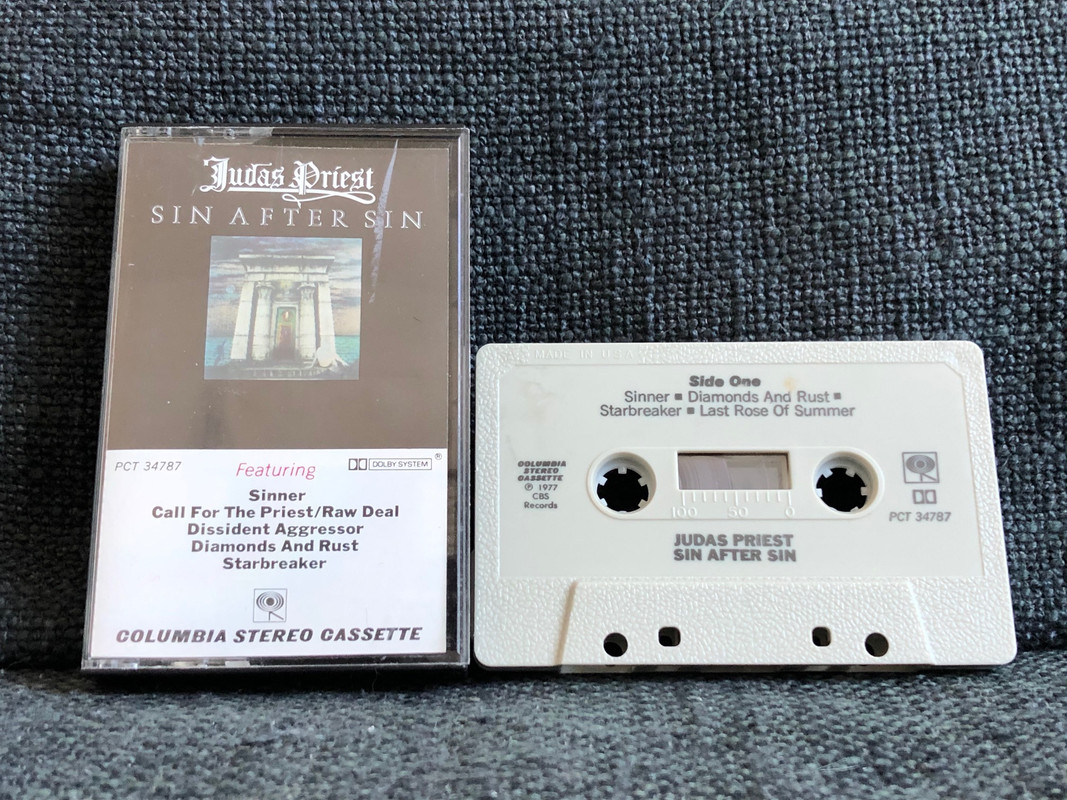 Judas Priest
SIN AFTER SIN
PCT 34787
Featuring
DOLBY SYSTEM ®
Sinner
Call For The Priest/Raw Deal
Dissident Aggressor
Diamonds And Rust
Starbreaker
COLUMBIA STEREO CASSETTE
MADE IN U.S.A.
Side One
Sinner ■ Diamonds And Rust ■
Starbreaker ■ Last Rose Of Summer
COLUMBIA
STEREO
CASSETTE
℗ 1977
CBS
Records
100 50 0
PCT 34787
JUDAS PRIEST
SIN AFTER SIN